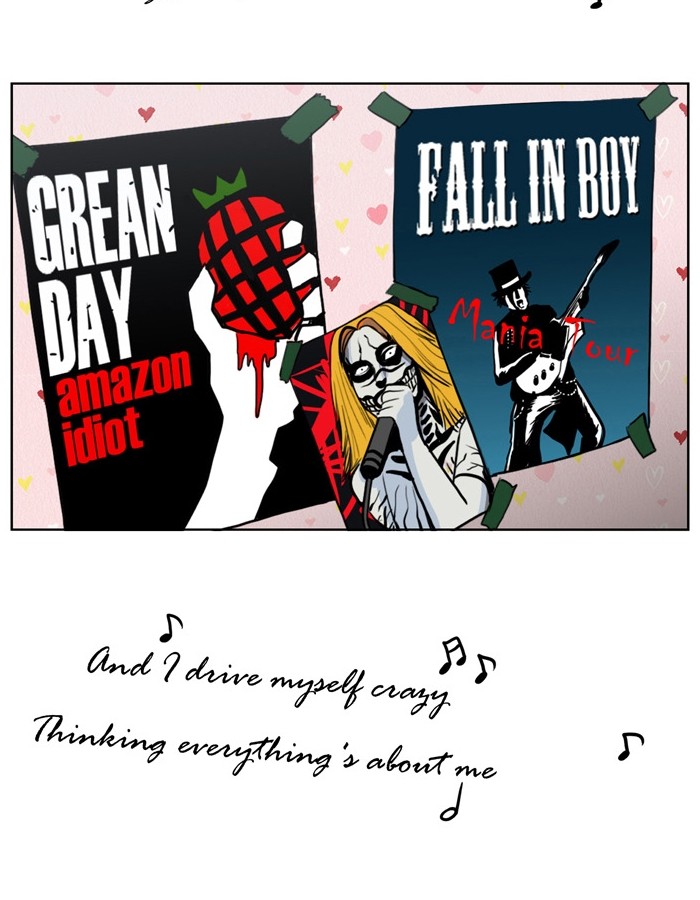 GREAN
DAY
amazon
idiot
FALL IN BOY
Mania Tour
And I drive myself crazy
Thinking everything's about me